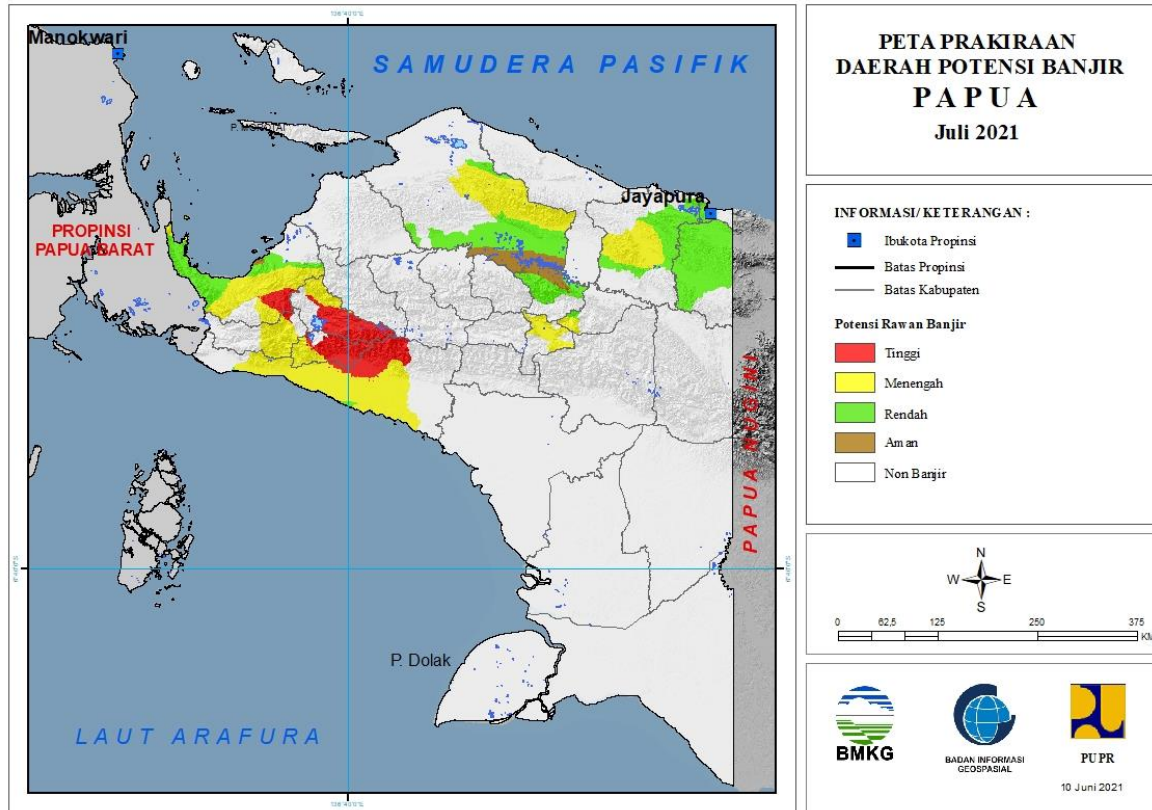 Manokwari
SAMUDERA PASIFIK
Jayapura
PROPINSI
PAPUA BARAT
PAPUA NUGINI
P. Dolak
LAUT ARAFURA
PETA PRAKIRAAN
DAERAH POTENSI BANJIR
PAPUA
Juli 2021
INFORMASI/KETERANGAN :
Ibukota Propinsi
Batas Propinsi
Batas Kabupaten
Potensi Rawan Banjir
Tinggi
Menengah
Rendah
Aman
Non Banjir
N
W E
S
0 62,5 125 250 375
KM
BMKG
BADAN INFORMASI
GEOSPASIAL
PUPR
10 Juni 2021